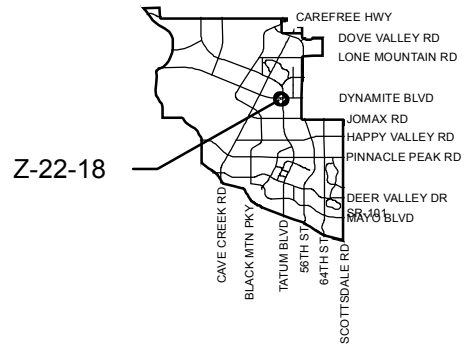 CAREFREE HWY
DOVE VALLEY RD
LONE MOUNTAIN RD
DYNAMITE BLVD
JOMAX RD
HAPPY VALLEY RD
PINNACLE PEAK RD
Z-22-18
DEER VALLEY DR
SR-101
MAYO BLVD
CAVE CREEK RD
BLACK MTN PKY
TATUM BLVD
56TH ST
64TH ST
SCOTTSDALE RD